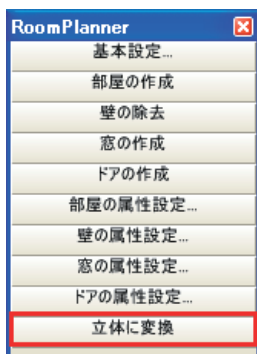 RoomPlanner
基本設定...
部屋の作成
壁の除去
窓の作成
ドアの作成
部屋の属性設定...
壁の属性設定...
窓の属性設定...
ドアの属性設定...
立体に変換